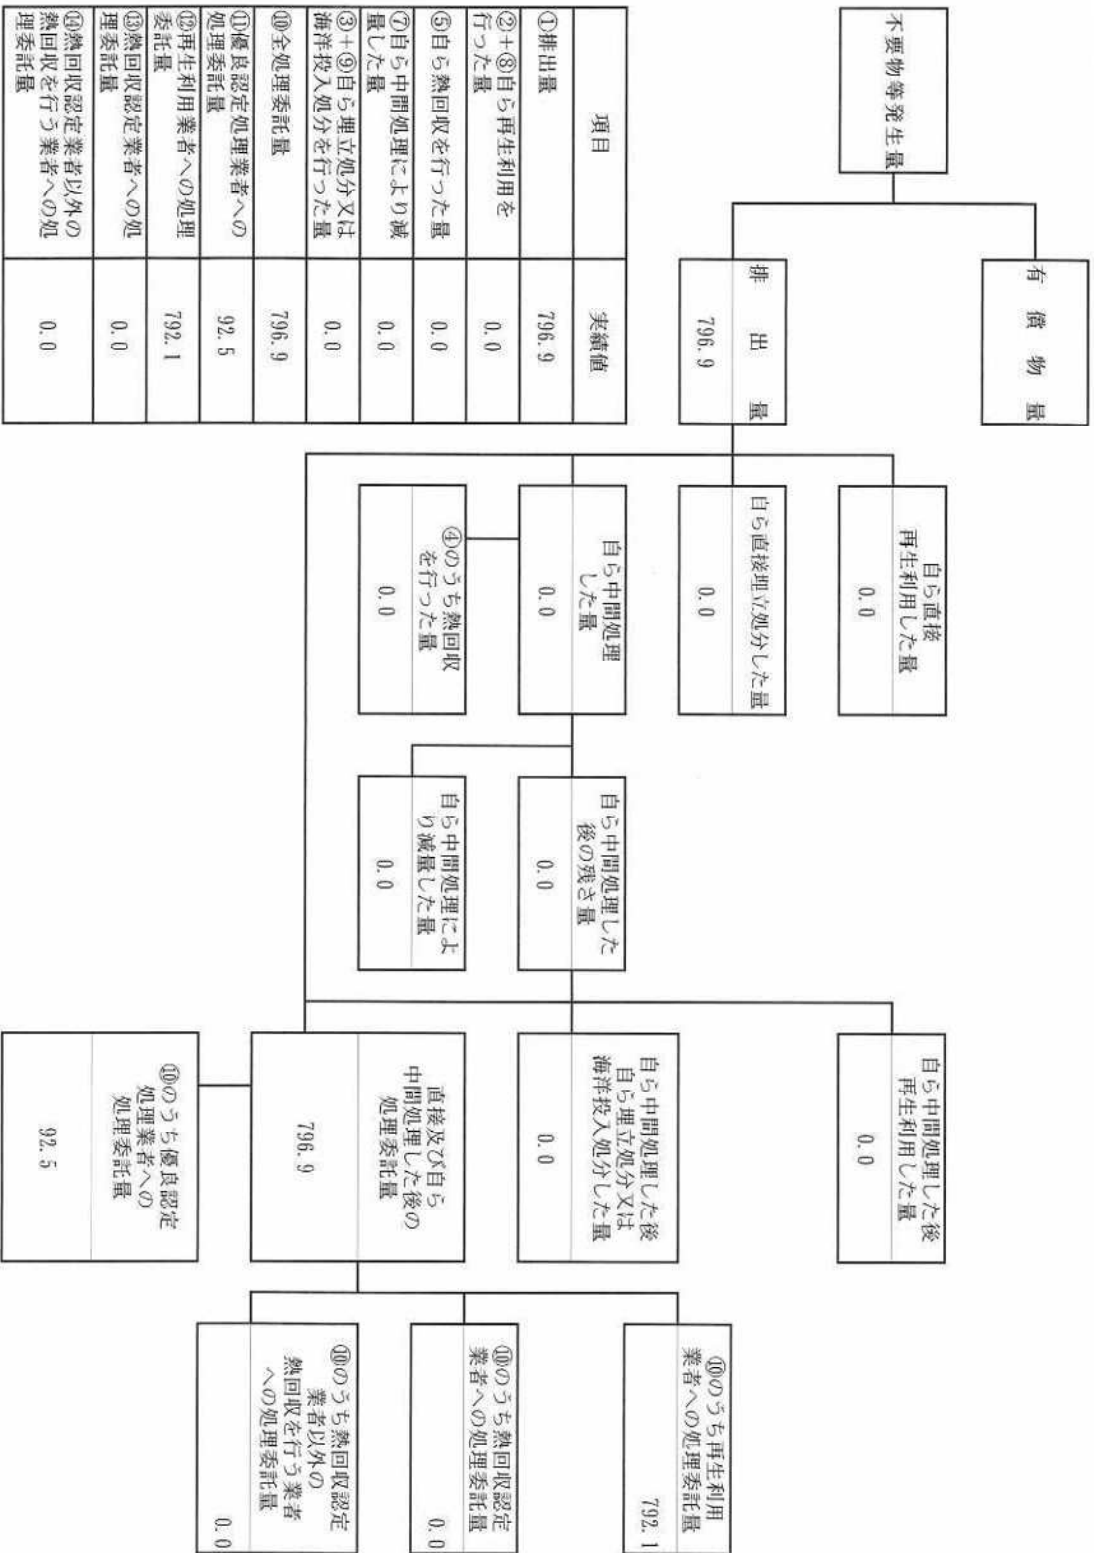 不要物等発生量
有償物量
排出量
796.9
自ら直接
再生利用した量
0.0
自ら直接埋立処分した量
0.0
自ら中間処理
した量
0.0
④のうち熱回収
を行った量
0.0
自ら中間処理した
後の残さ量
0.0
自ら中間処理によ
り減量した量
0.0
自ら中間処理した後
再生利用した量
0.0
自ら中間処理した後
自ら埋立処分又は
海洋投入処分した量
0.0
直接及び自ら
中間処理した後の
処理委託量
796.9
⑩のうち優良認定
処理業者への
処理委託量
92.5
⑩のうち再生利用
業者への処理委託量
792.1
⑩のうち熱回収認定
業者への処理委託量
0.0
⑩のうち熱回収認定
業者以外の
熱回収を行う業者
への処理委託量
0.0
項目 実績値
①排出量 796.9
②+⑧自ら再生利用を
行った量 0.0
⑤自ら熱回収を行った量 0.0
⑦自ら中間処理により減
量した量 0.0
③+⑨自ら埋立処分又は
海洋投入処分を行った量 0.0
⑩全処理委託量 796.9
⑪優良認定処理業者への
処理委託量 92.5
⑫再生利用業者への処理
委託量 792.1
⑬熱回収認定業者への処
理委託量 0.0
⑭熱回収認定業者以外の
熱回収を行う業者への処
理委託量 0.0